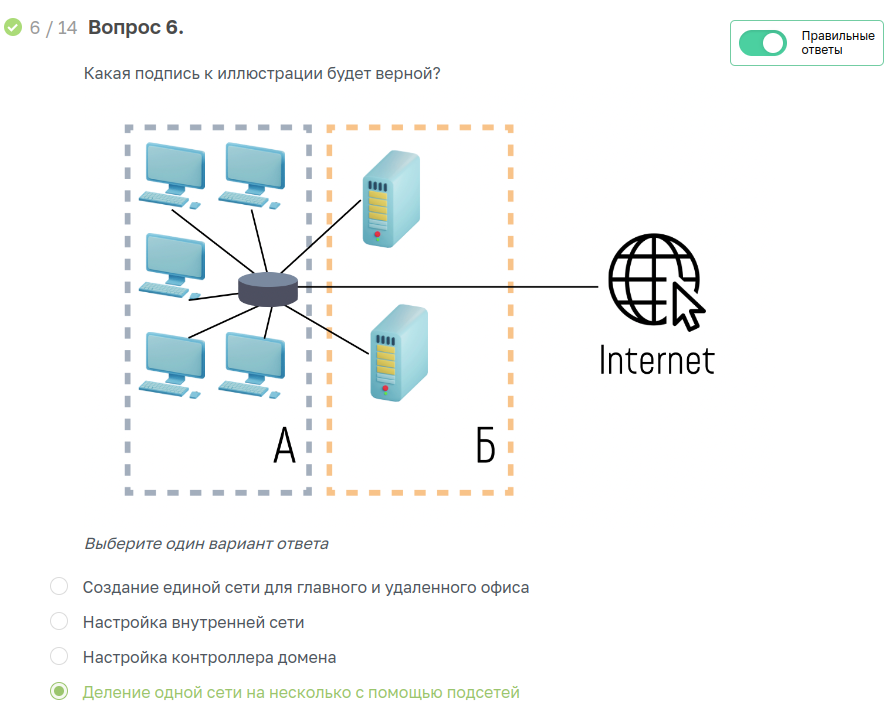 6 / 14 Вопрос 6.
Правильные
ответы
Какая подпись к иллюстрации будет верной?
Internet
А
Б
Выберите один вариант ответа
Создание единой сети для главного и удаленного офиса
Настройка внутренней сети
Настройка контроллера домена
Деление одной сети на несколько с помощью подсетей